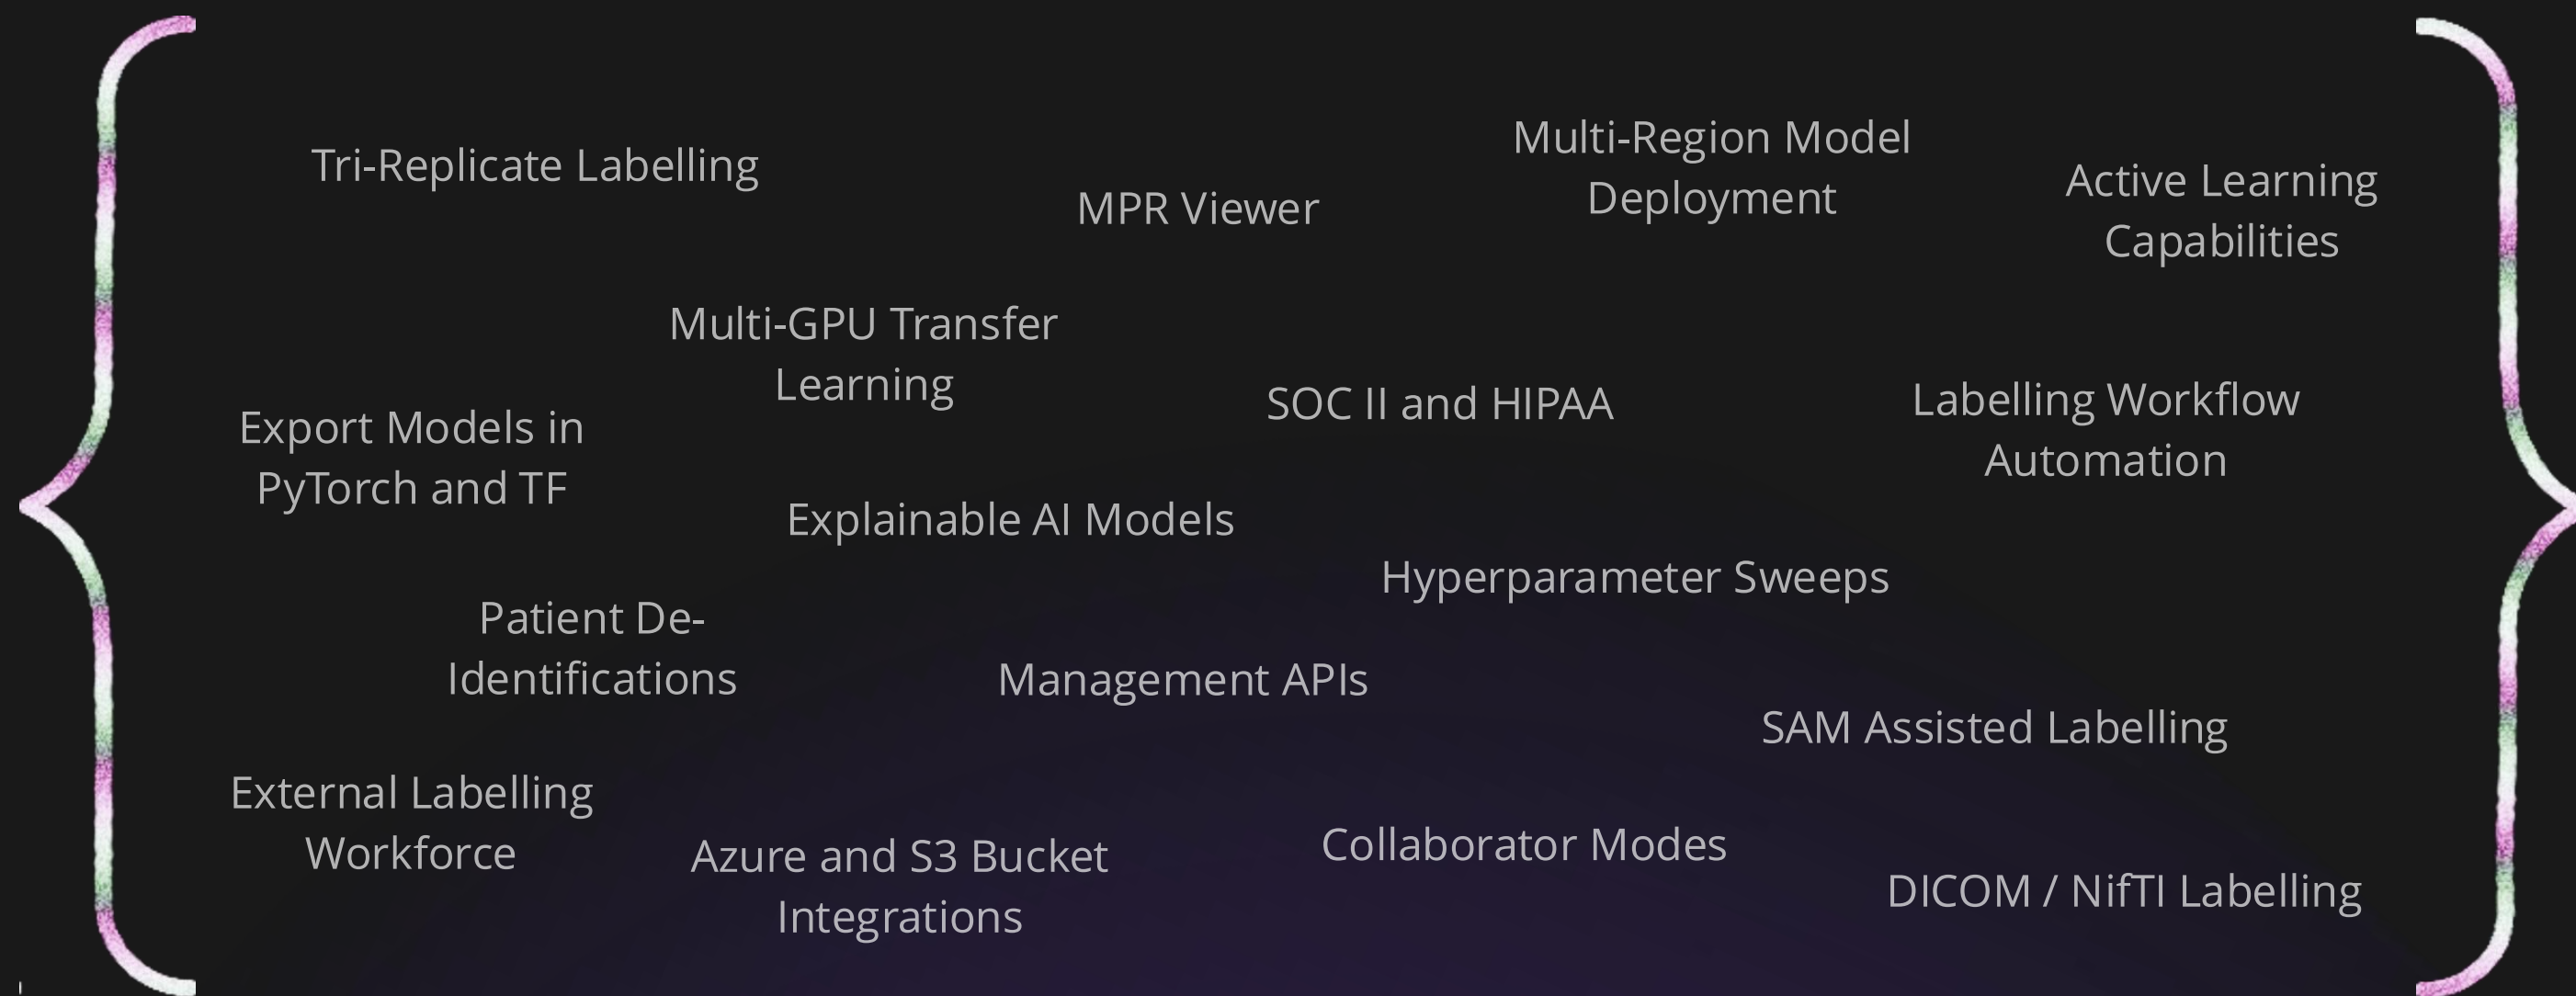 Tri-Replicate Labelling
MPR Viewer
Multi-Region Model
Deployment
Active Learning
Capabilities
Multi-GPU Transfer
Learning
Export Models in
PyTorch and TF
SOC II and HIPAA
Labelling Workflow
Automation
Explainable AI Models
Hyperparameter Sweeps
Patient De-
Identifications
Management APIs
SAM Assisted Labelling
External Labelling
Workforce
Azure and S3 Bucket
Integrations
Collaborator Modes
DICOM / NifTI Labelling